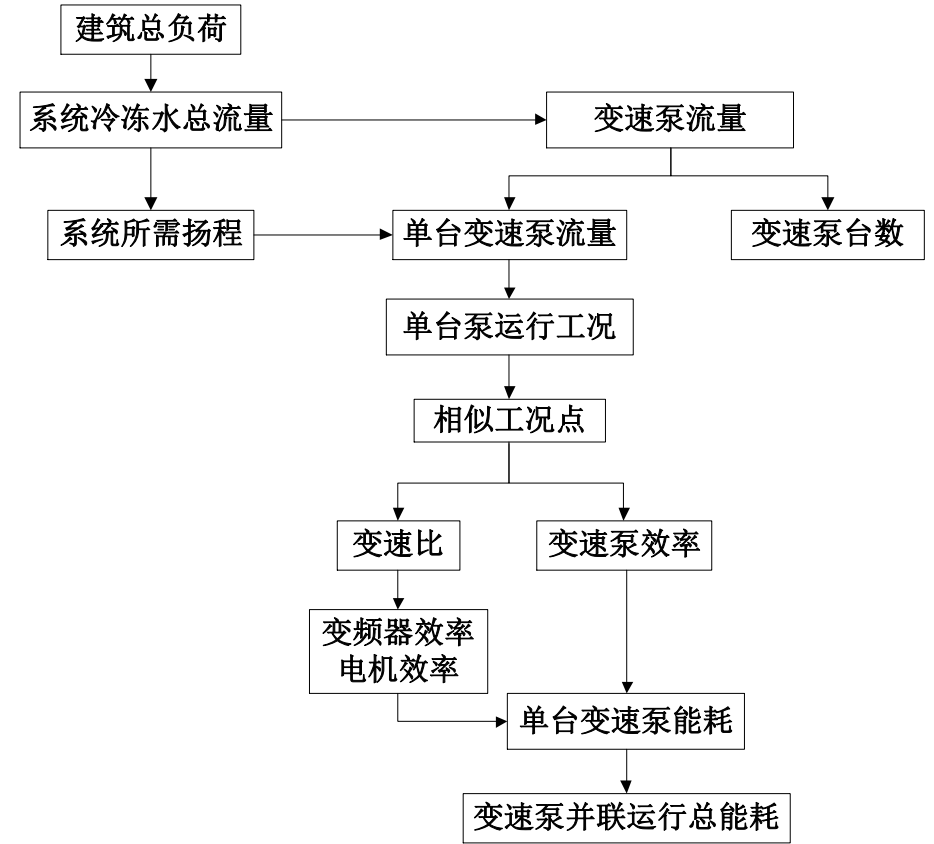 建筑总负荷
系统冷冻水总流量
变速泵流量
系统所需扬程
单台变速泵流量
变速泵台数
单台泵运行工况
相似工况点
变速比
变速泵效率
变频器效率
电机效率
单台变速泵能耗
变速泵并联运行总能耗